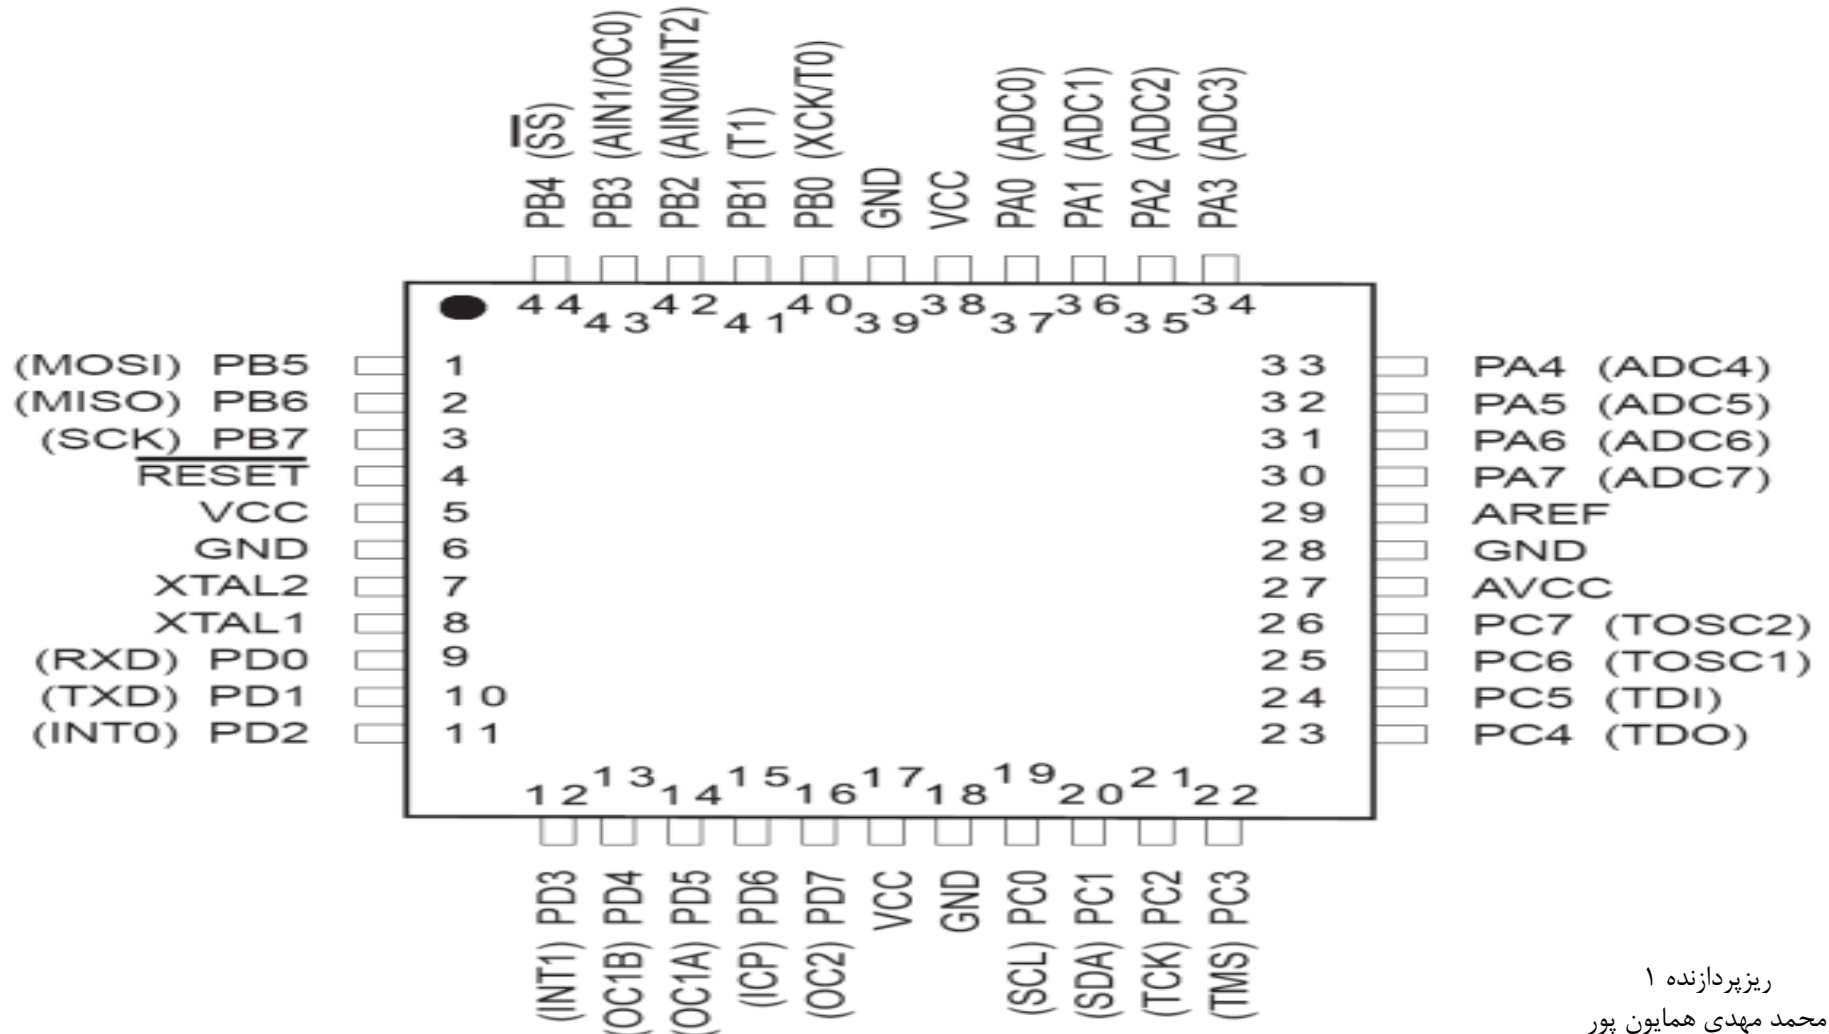 PB4 (SS)
PB3 (AIN1/OC0)
PB2 (AIN0/INT2)
PB1 (T1)
PB0 (XCK/T0)
GND
VCC
PA0 (ADC0)
PA1 (ADC1)
PA2 (ADC2)
PA3 (ADC3)
44 43 42 41 40 39 38 37 36 35 34
(MOSI) PB5 1 33 PA4 (ADC4)
(MISO) PB6 2 32 PA5 (ADC5)
(SCK) PB7 3 31 PA6 (ADC6)
RESET 4 30 PA7 (ADC7)
VCC 5 29 AREF
GND 6 28 GND
XTAL2 7 27 AVCC
XTAL1 8 26 PC7 (TOSC2)
(RXD) PD0 9 25 PC6 (TOSC1)
(TXD) PD1 10 24 PC5 (TDI)
(INT0) PD2 11 23 PC4 (TDO)
12 13 14 15 16 17 18 19 20 21 22
(INT1) PD3
(OC1B) PD4
(OC1A) PD5
(ICP) PD6
(OC2) PD7
VCC
GND
(SCL) PC0
(SDA) PC1
(TCK) PC2
(TMS) PC3
ریزپردازنده ۱
محمد مهدی همایون پور